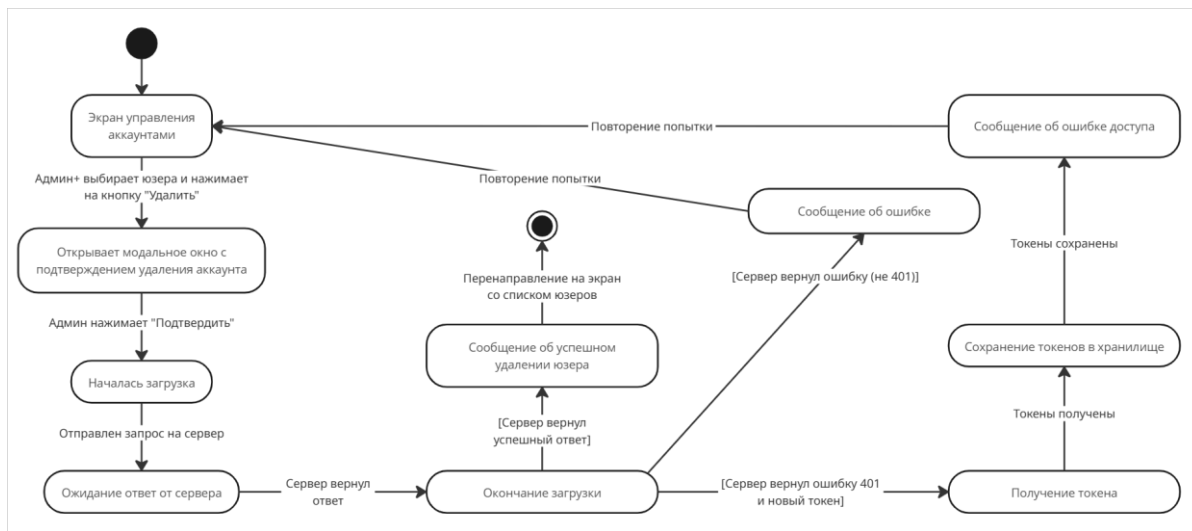 Экран управления
аккаунтами
Админ+ выбирает юзера и нажимает
на кнопку "Удалить"
Открывает модальное окно с
подтверждением удаления аккаунта
Админ нажимает "Подтвердить"
Началась загрузка
Отправлен запрос на сервер
Ожидание ответ от сервера
Сервер вернул
ответ
Окончание загрузки
[Сервер вернул
успешный ответ]
Сообщение об успешном
удалении юзера
Перенаправление на экран
со списком юзеров
[Сервер вернул ошибку (не 401)]
Сообщение об ошибке
Повторение попытки
[Сервер вернул ошибку 401
и новый токен]
Получение токена
Токены получены
Сохранение токенов в хранилище
Токены сохранены
Сообщение об ошибке доступа
Повторение попытки